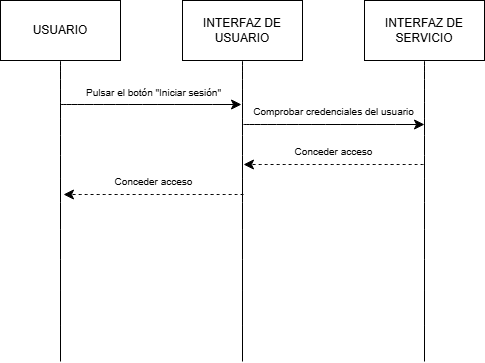 USUARIO
INTERFAZ DE
USUARIO
INTERFAZ DE
SERVICIO
Pulsar el botón "Iniciar sesión"
Comprobar credenciales del usuario
Conceder acceso
Conceder acceso